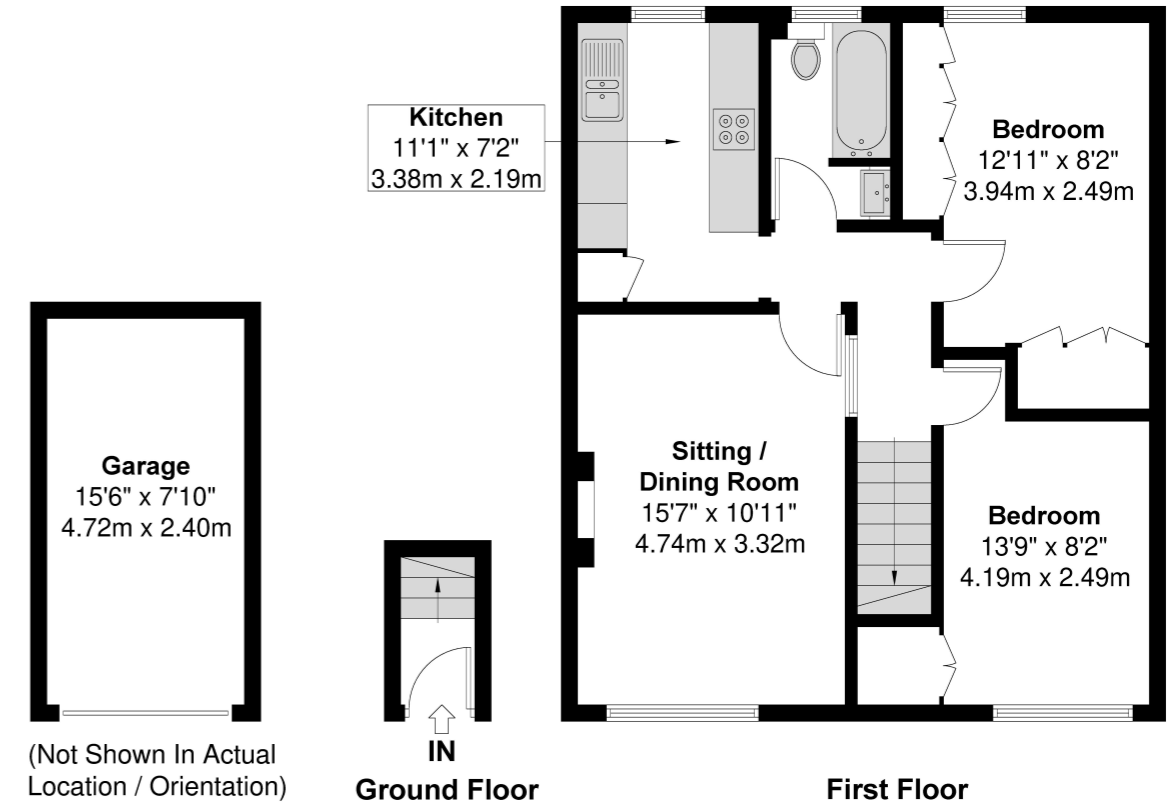 Kitchen
11'1" x 7'2"
3.38m x 2.19m
Bedroom
12'11" x 8'2"
3.94m x 2.49m
Garage
15'6" x 7'10"
4.72m x 2.40m
Sitting /
Dining Room
15'7" x 10'11"
4.74m x 3.32m
Bedroom
13'9" x 8'2"
4.19m x 2.49m
(Not Shown In Actual
Location / Orientation)
IN
Ground Floor
First Floor